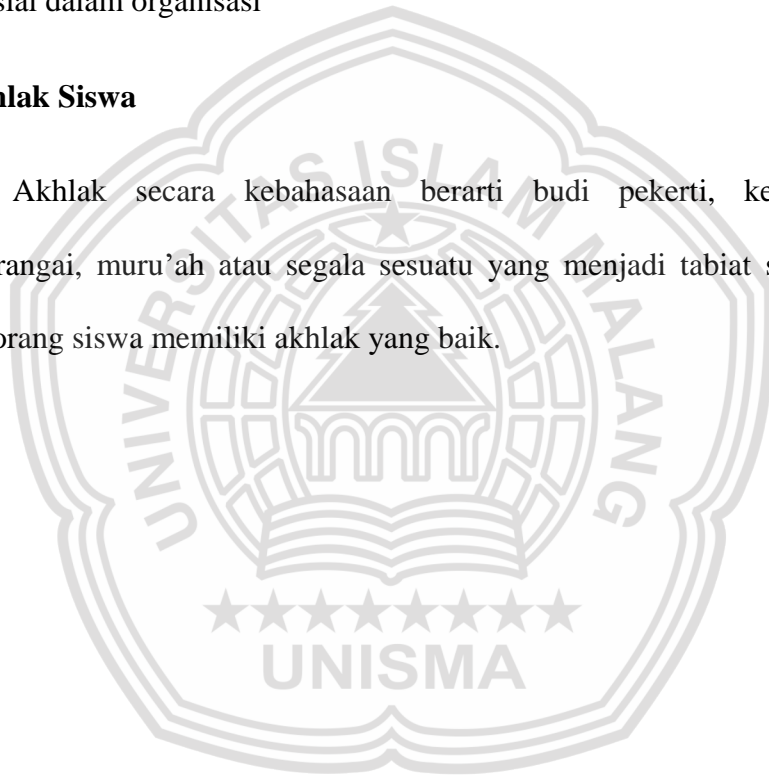 sial dalam organisasi
hlak Siswa
Akhlak secara kebahasaan berarti budi pekerti, ke
rangai, muru’ah atau segala sesuatu yang menjadi tabiat s
orang siswa memiliki akhlak yang baik.
UNIVERSITAS ISLAM MALANG
UNISMA